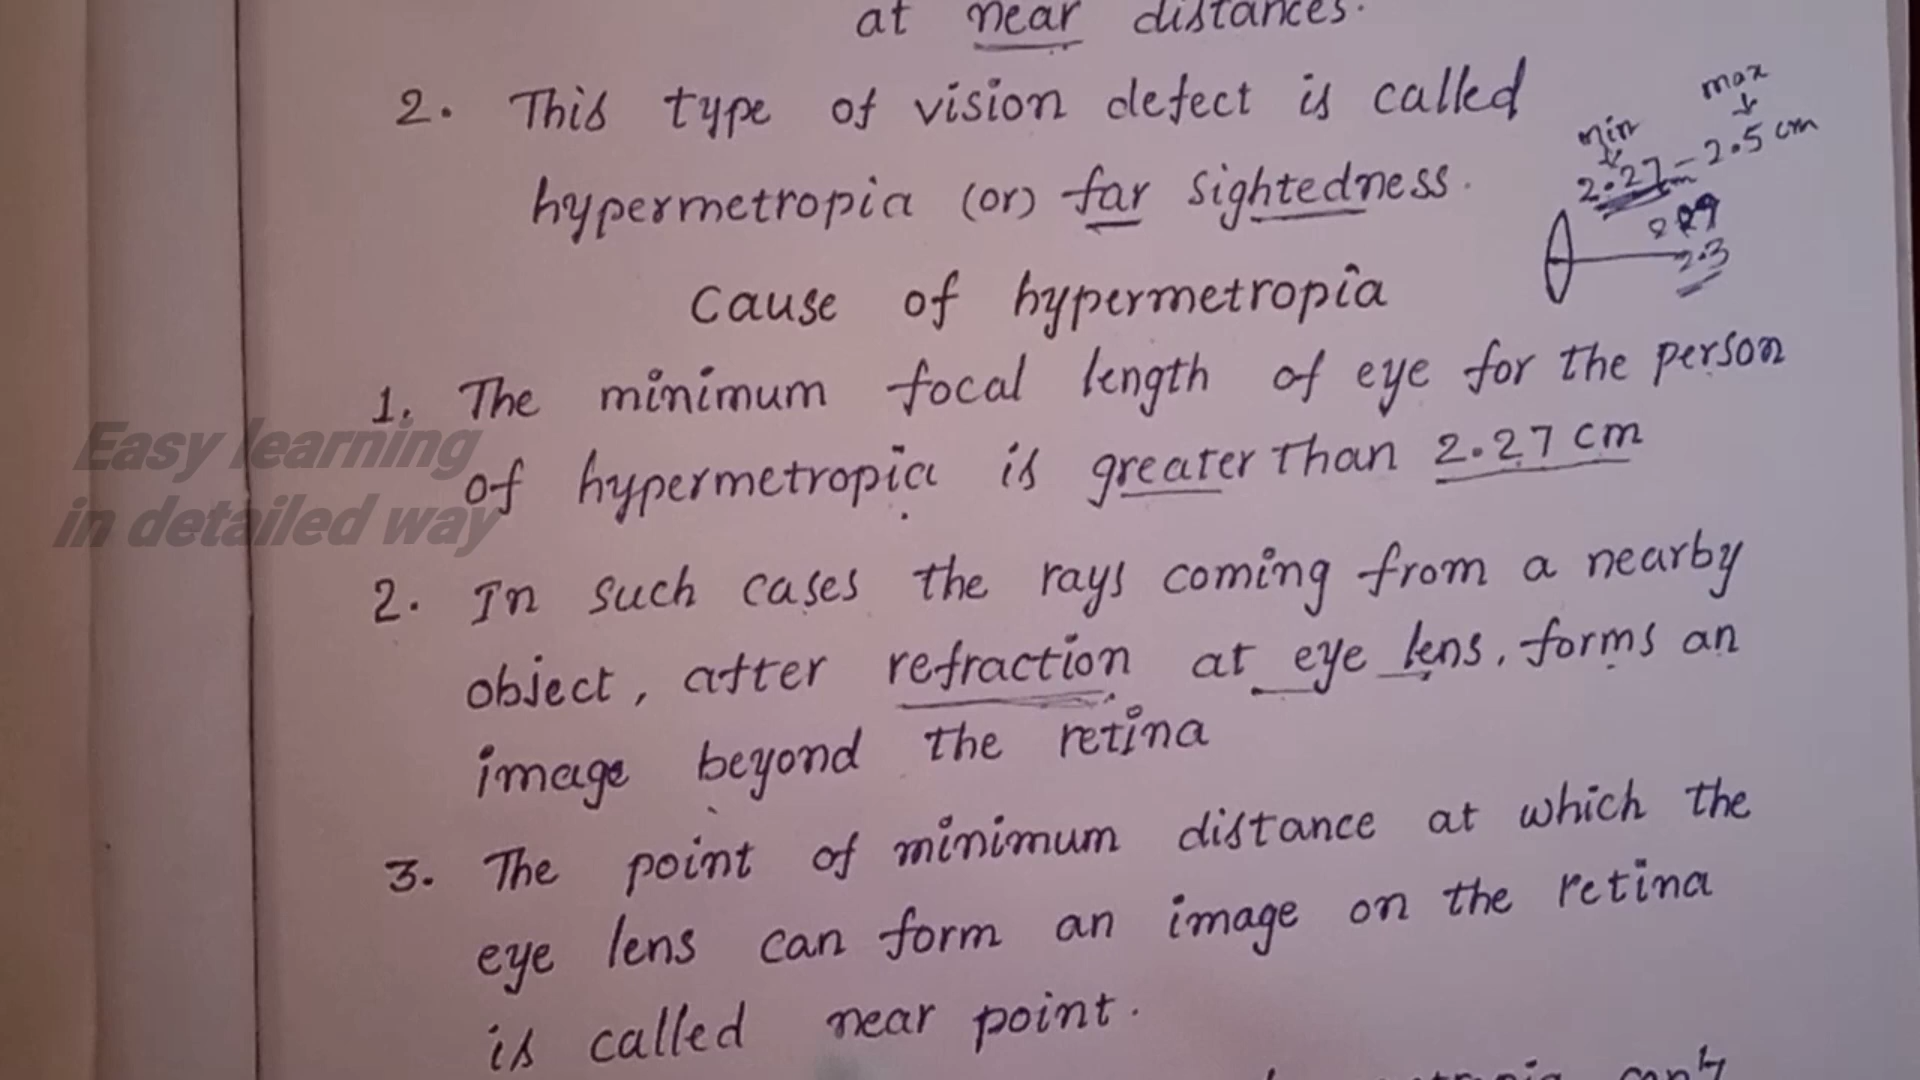 at near distances.
2. This type of vision defect is called
hypermetropia (or) far sightedness.
max
min
2.27 - 2.5 cm
2.3
Cause of hypermetropia
1. The minimum focal length of eye for the person
of hypermetropia is greater than 2.27 cm
2. In such cases the rays coming from a nearby
object, after refraction at eye lens, forms an
image beyond the retina
3. The point of minimum distance at which the
eye lens can form an image on the retina
is called near point.
Easy learning
in detailed way